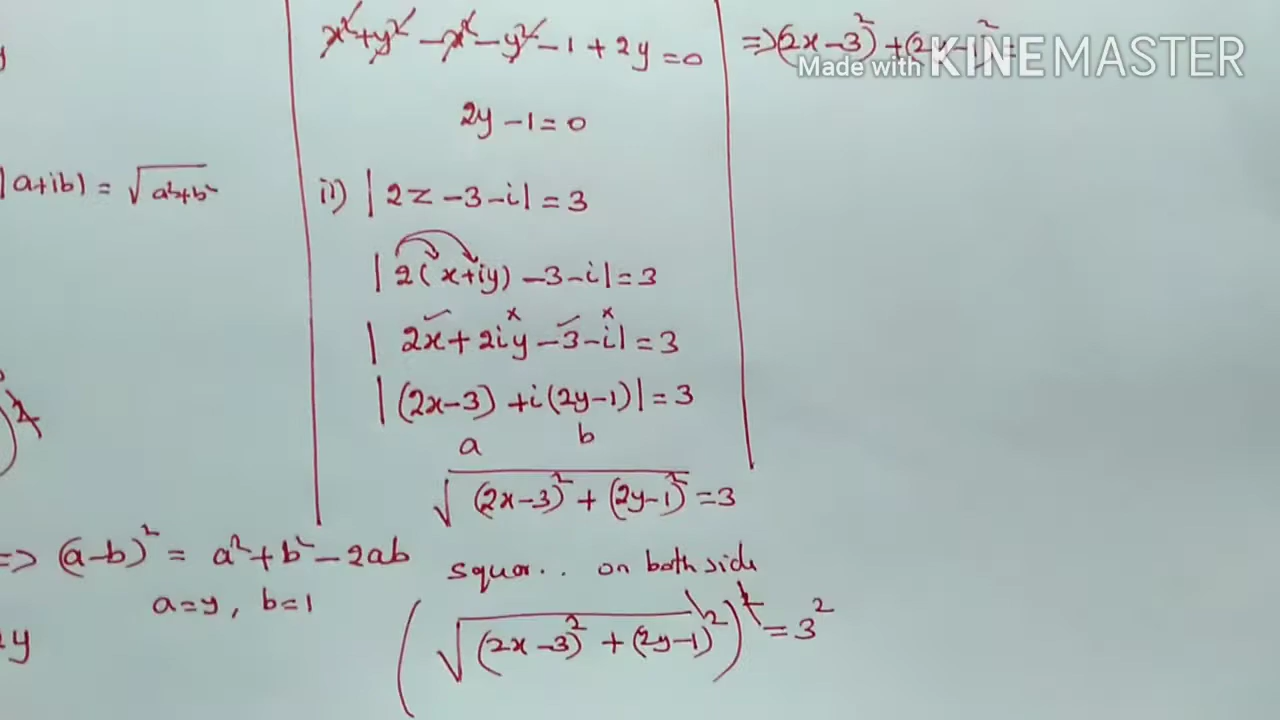 y
|a+ib| = √a²+b²
=> (a-b)² = a²+b²-2ab
a=y, b=1
y
x²+y²-x²-y²-1+2y=0
2y-1=0
ii) |2z-3-i|=3
|2(x+iy)-3-i|=3
|2x+2iy-3-i|=3
|(2x-3)+i(2y-1)|=3
a b
√(2x-3)²+(2y-1)²=3
squar.. on both side
(√(2x-3)²+(2y-1)²)²=3²
=>(2x-3)²+(2y-1)²=
Made with KINEMASTER